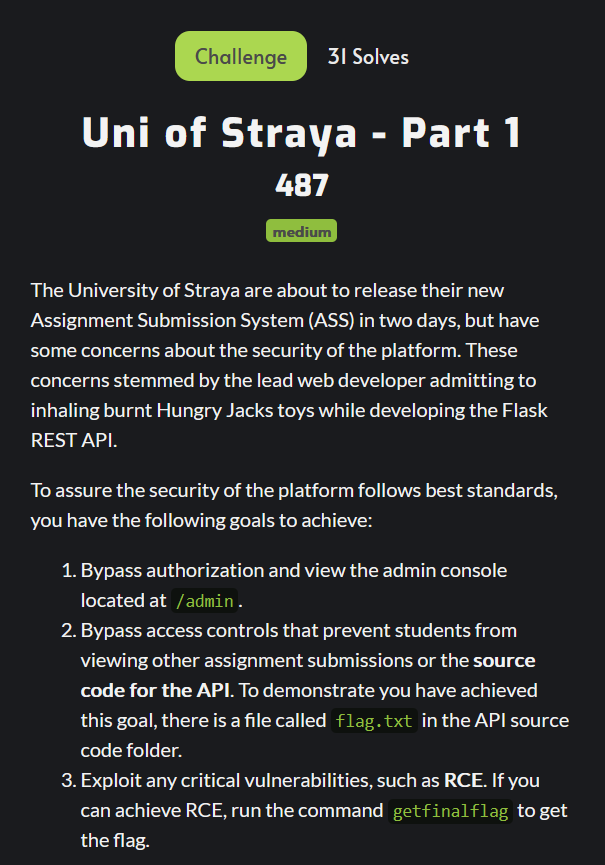 Challenge
31 Solves
Uni of Straya - Part 1
487
medium
The University of Straya are about to release their new
Assignment Submission System (ASS) in two days, but have
some concerns about the security of the platform. These
concerns stemmed by the lead web developer admitting to
inhaling burnt Hungry Jacks toys while developing the Flask
REST API.
To assure the security of the platform follows best standards,
you have the following goals to achieve:
1. Bypass authorization and view the admin console
located at /admin.
2. Bypass access controls that prevent students from
viewing other assignment submissions or the source
code for the API. To demonstrate you have achieved
this goal, there is a file called flag.txt in the API source
code folder.
3. Exploit any critical vulnerabilities, such as RCE. If you
can achieve RCE, run the command getfinalflag to get
the flag.